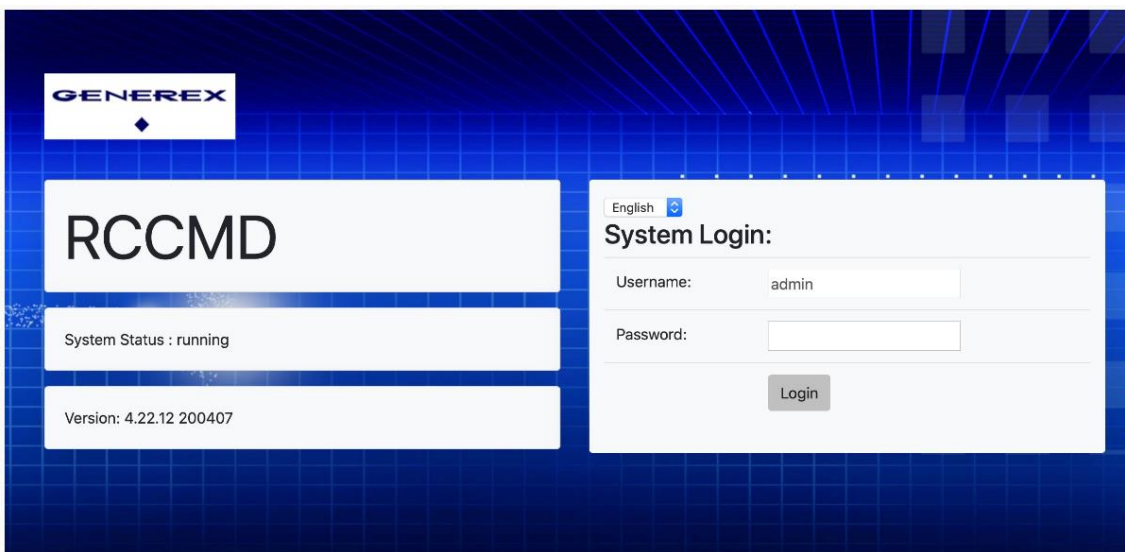 GENEREX
RCCMD
System Status : running
Version: 4.22.12 200407
English
System Login:
Username: admin
Password:
Login